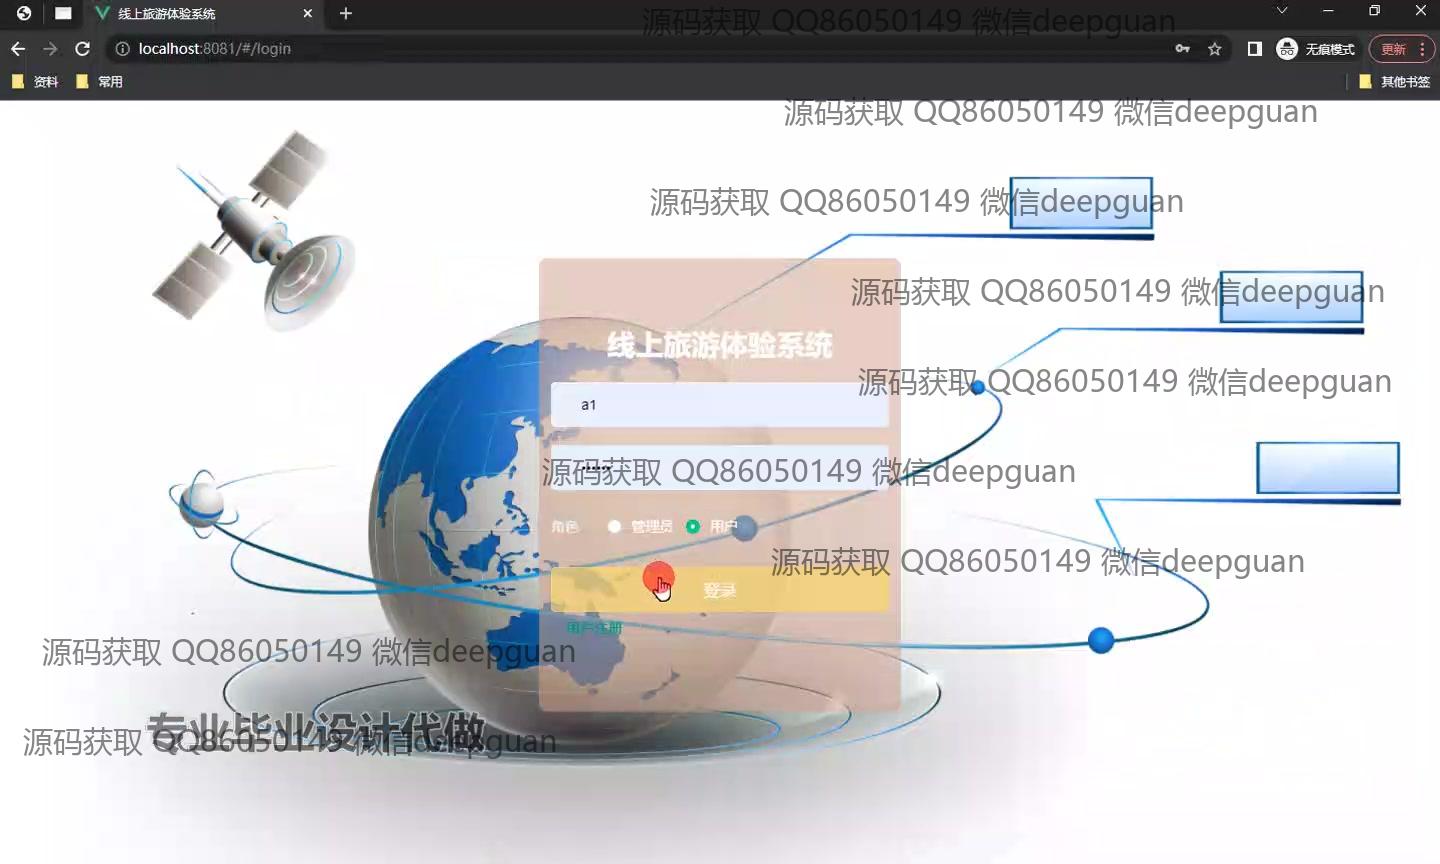 线上旅游体验系统
源码获取 QQ86050149 微信deepguan
localhost:8081/#/login
无痕模式
更新
资料
常用
其他书签
源码获取 QQ86050149 微信deepguan
源码获取 QQ86050149 微信deepguan
源码获取 QQ86050149 微信deepguan
线上旅游体验系统
源码获取 QQ86050149 微信deepguan
a1
源码获取 QQ86050149 微信deepguan
角色
管理员
用户
源码获取 QQ86050149 微信deepguan
登录
用户注册
源码获取 QQ86050149 微信deepguan
专业毕业设计代做
源码获取 QQ86050149 微信deepguan